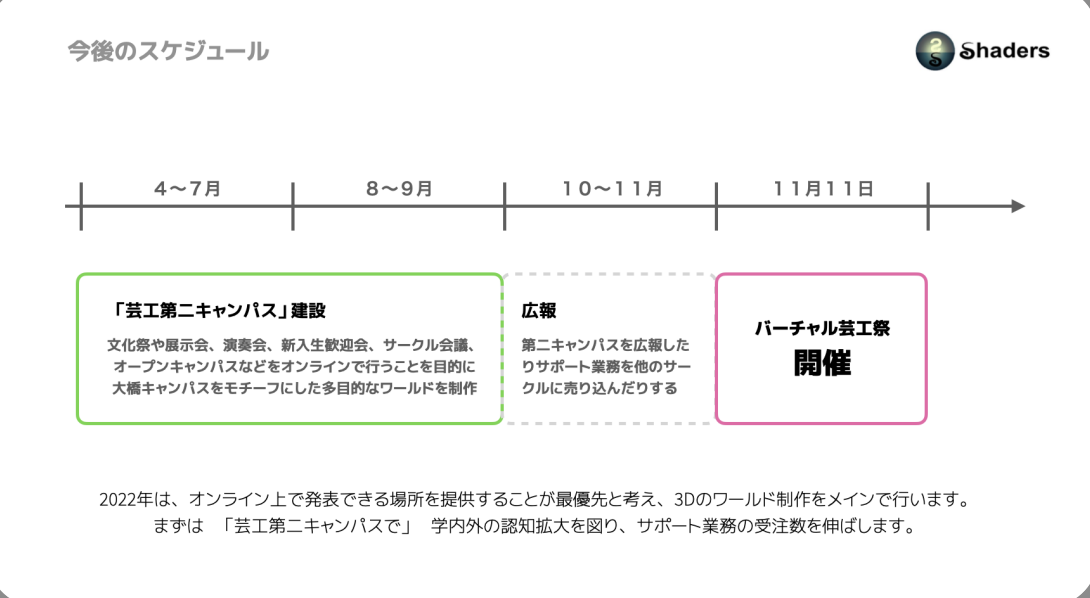 今後のスケジュール
2s Shaders
４〜７月
８〜９月
１０〜１１月
１１月１１日
「芸工第二キャンパス」建設
文化祭や展示会、演奏会、新入生歓迎会、サークル会議、
オープンキャンパスなどをオンラインで行うことを目的に
大橋キャンパスをモチーフにした多目的なワールドを制作
広報
第二キャンパスを広報した
りサポート業務を他のサー
クルに売り込んだりする
バーチャル芸工祭
開催
2022年は、オンライン上で発表できる場所を提供することが最優先と考え、3Dのワールド制作をメインで行います。
まずは　「芸工第二キャンパスで」　学内外の認知拡大を図り、サポート業務の受注数を伸ばします。